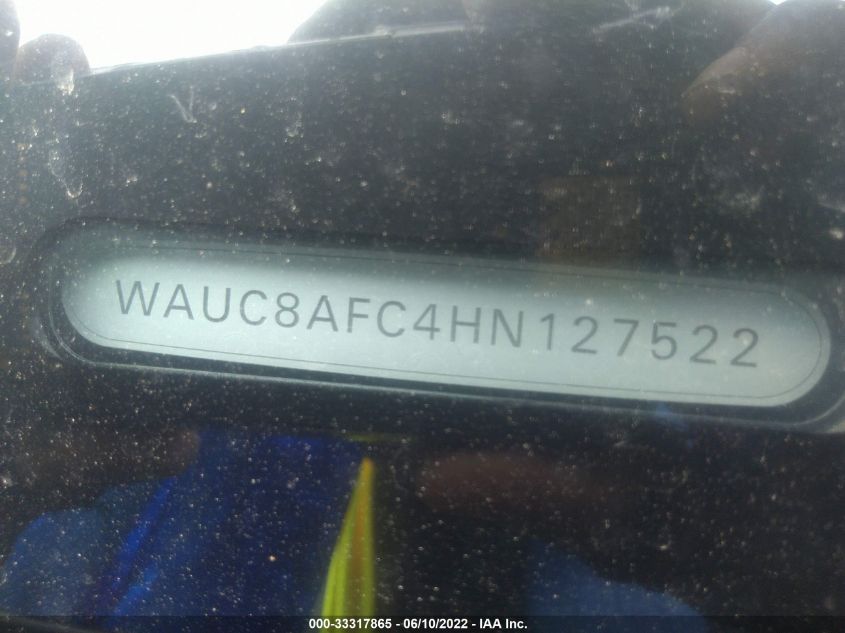 WAUC8AFC4HN127522
000-33317865 - 06/10/2022 - IAA Inc.